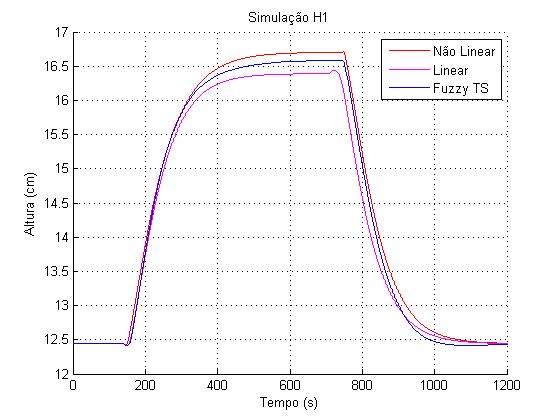 Simulação H1
17
16.5
16
15.5
15
14.5
14
13.5
13
12.5
12
Altura (cm)
Não Linear
Linear
Fuzzy TS
0 200 400 600 800 1000 1200
Tempo (s)